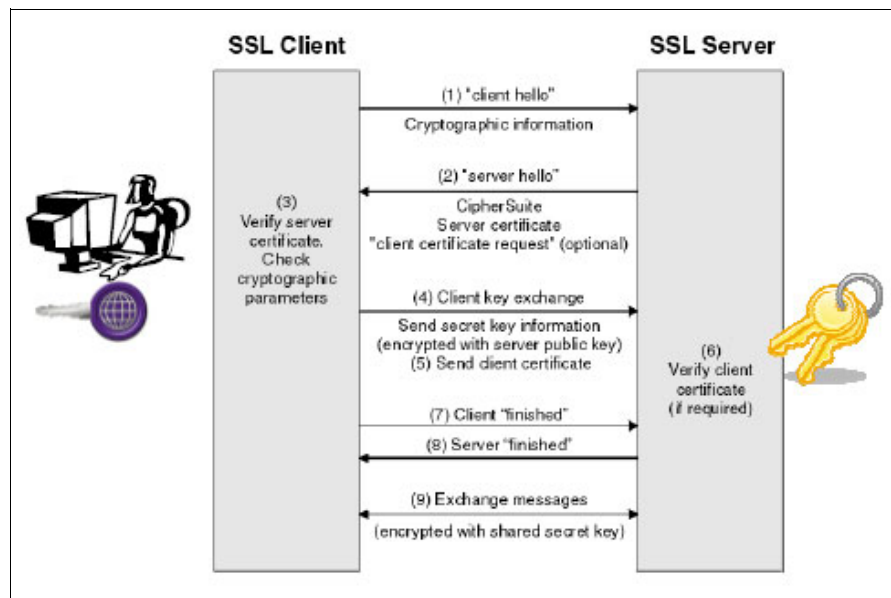 SSL Client
SSL Server
(1) "client hello"
Cryptographic information
(2) "server hello"
CipherSuite
Server certificate
"client certificate request" (optional)
(3)
Verify server
certificate.
Check
cryptographic
parameters
(4) Client key exchange
Send secret key information
(encrypted with server public key)
(5) Send client certificate
(6)
Verify client
certificate
(if required)
(7) Client "finished"
(8) Server "finished"
(9) Exchange messages
(encrypted with shared secret key)